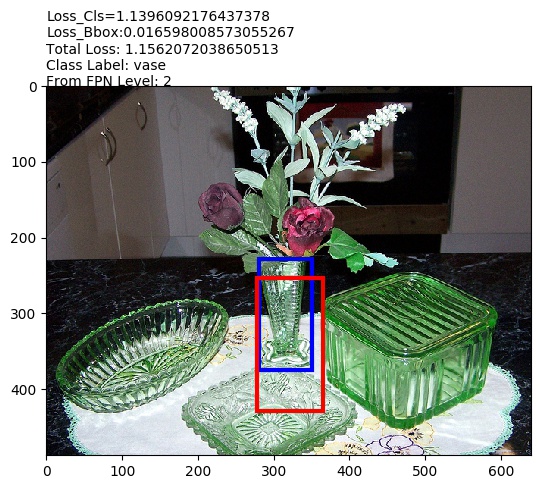 Loss_Cls=1.1396092176437378
Loss_Bbox:0.016598008573055267
Total Loss: 1.1562072038650513
Class Label: vase
From FPN Level: 2
0
100
200
300
400
0 100 200 300 400 500 600